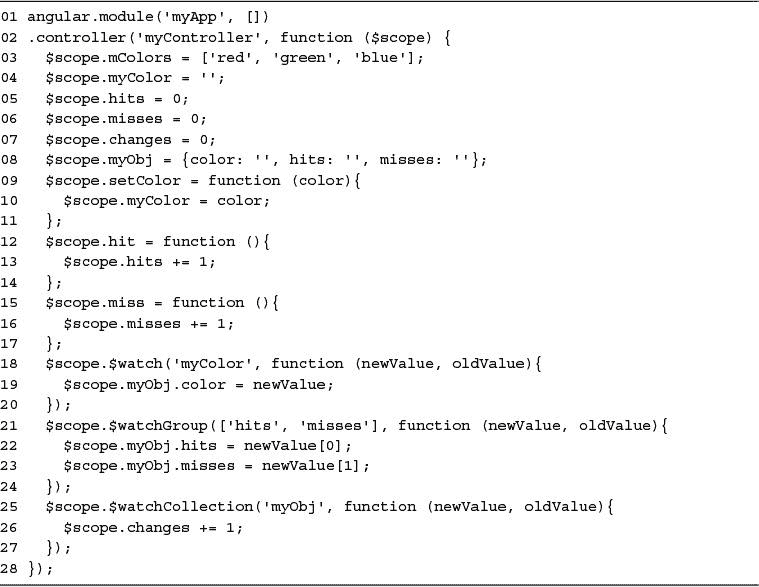 01 angular.module('myApp', [])
02 .controller('myController', function ($scope) {
03   $scope.mColors = ['red', 'green', 'blue'];
04   $scope.myColor = '';
05   $scope.hits = 0;
06   $scope.misses = 0;
07   $scope.changes = 0;
08   $scope.myObj = {color: '', hits: '', misses: ''};
09   $scope.setColor = function (color){
10     $scope.myColor = color;
11   };
12   $scope.hit = function (){
13     $scope.hits += 1;
14   };
15   $scope.miss = function (){
16     $scope.misses += 1;
17   };
18   $scope.$watch('myColor', function (newValue, oldValue){
19     $scope.myObj.color = newValue;
20   });
21   $scope.$watchGroup(['hits', 'misses'], function (newValue, oldValue){
22     $scope.myObj.hits = newValue[0];
23     $scope.myObj.misses = newValue[1];
24   });
25   $scope.$watchCollection('myObj', function (newValue, oldValue){
26     $scope.changes += 1;
27   });
28 });